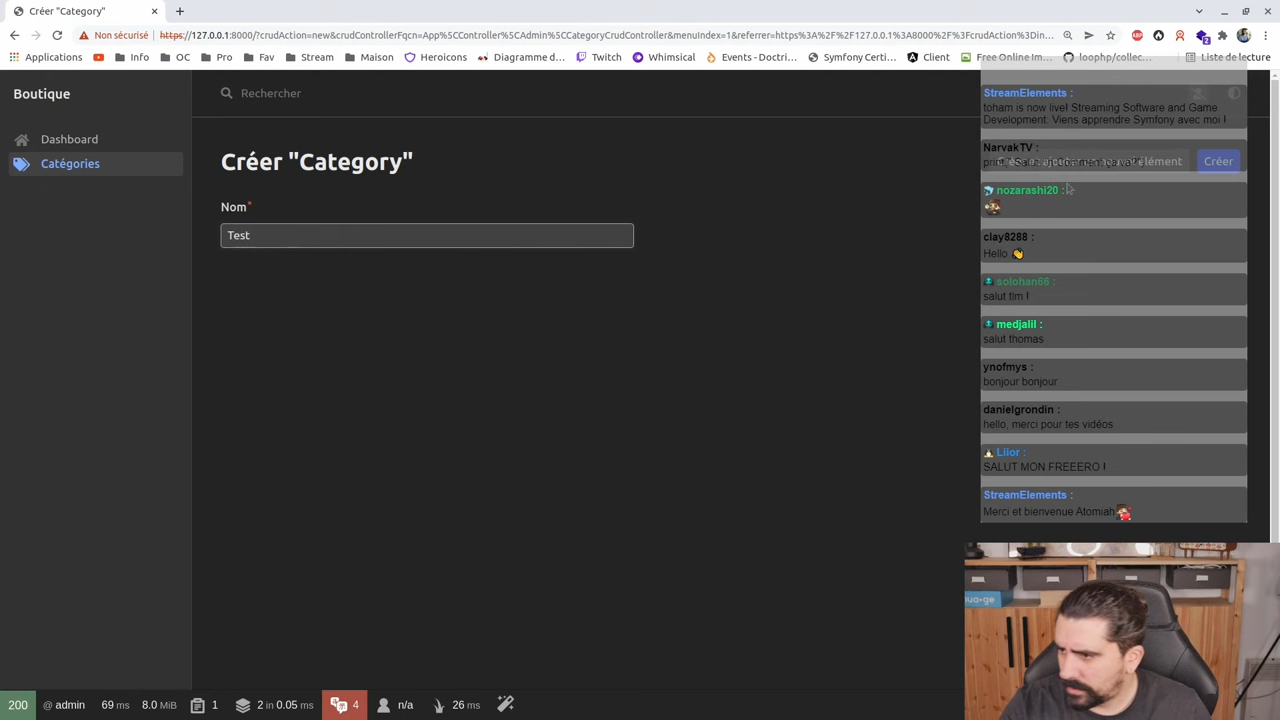 Créer "Category"
Non sécurisé
https://127.0.0.1:8000/?crudAction=new&crudControllerFqcn=App%5CController%5CAdmin%5CCategoryCrudController&menuIndex=1&referrer=https%3A%2F%2F127.0.0.1%3A8000%2F%3FcrudAction%3Din...
Applications
Info
OC
Pro
Fav
Stream
Maison
Heroicons
Diagramme d...
Twitch
Whimsical
Events - Doctri...
Symfony Certi...
Client
Free Online Im...
loophp/collec...
Liste de lecture
Boutique
Rechercher
Dashboard
Catégories
Créer "Category"
Nom*
Test
Créer
StreamElements :
toham is now live! Streaming Software and Game
Development: Viens apprendre Symfony avec moi !
NarvakTV :
nozarashi20 :
clay8288 :
Hello
solohan66 :
salut tim !
medjalil :
salut thomas
ynofmys :
bonjour bonjour
danielgrondin :
hello, merci pour tes vidéos
Liior :
SALUT MON FREEERO !
StreamElements :
Merci et bienvenue Atomiah
200
@ admin
69 ms
8.0 MiB
1
2 in 0.05 ms
4
n/a
26 ms